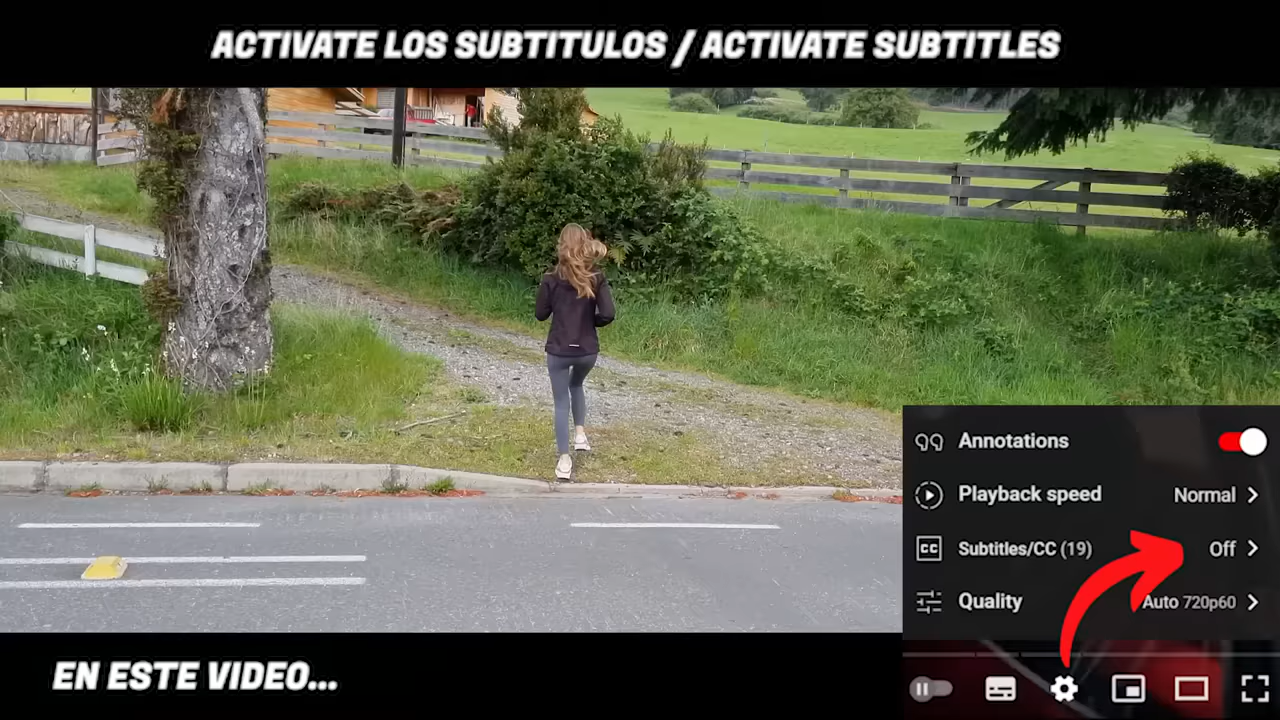 ACTIVATE LOS SUBTITULOS / ACTIVATE SUBTITLES
Annotations
Playback speed Normal
CC Subtitles/CC (19) Off
Quality Auto 720p60
EN ESTE VIDEO...